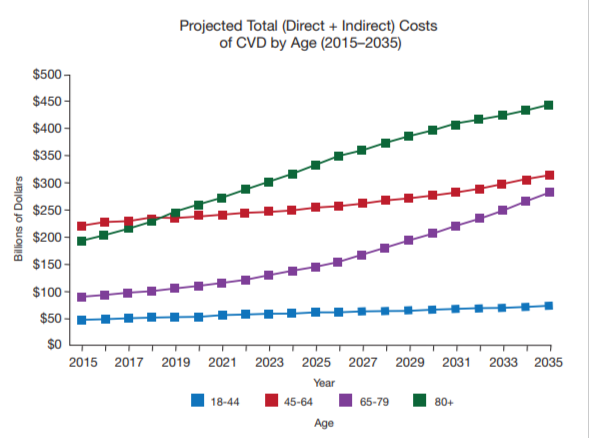 Projected Total (Direct + Indirect) Costs
of CVD by Age (2015–2035)
Billions of Dollars
$500
$450
$400
$350
$300
$250
$200
$150
$100
$50
$0
2015 2017 2019 2021 2023 2025 2027 2029 2031 2033 2035
Year
18-44 45-64 65-79 80+
Age